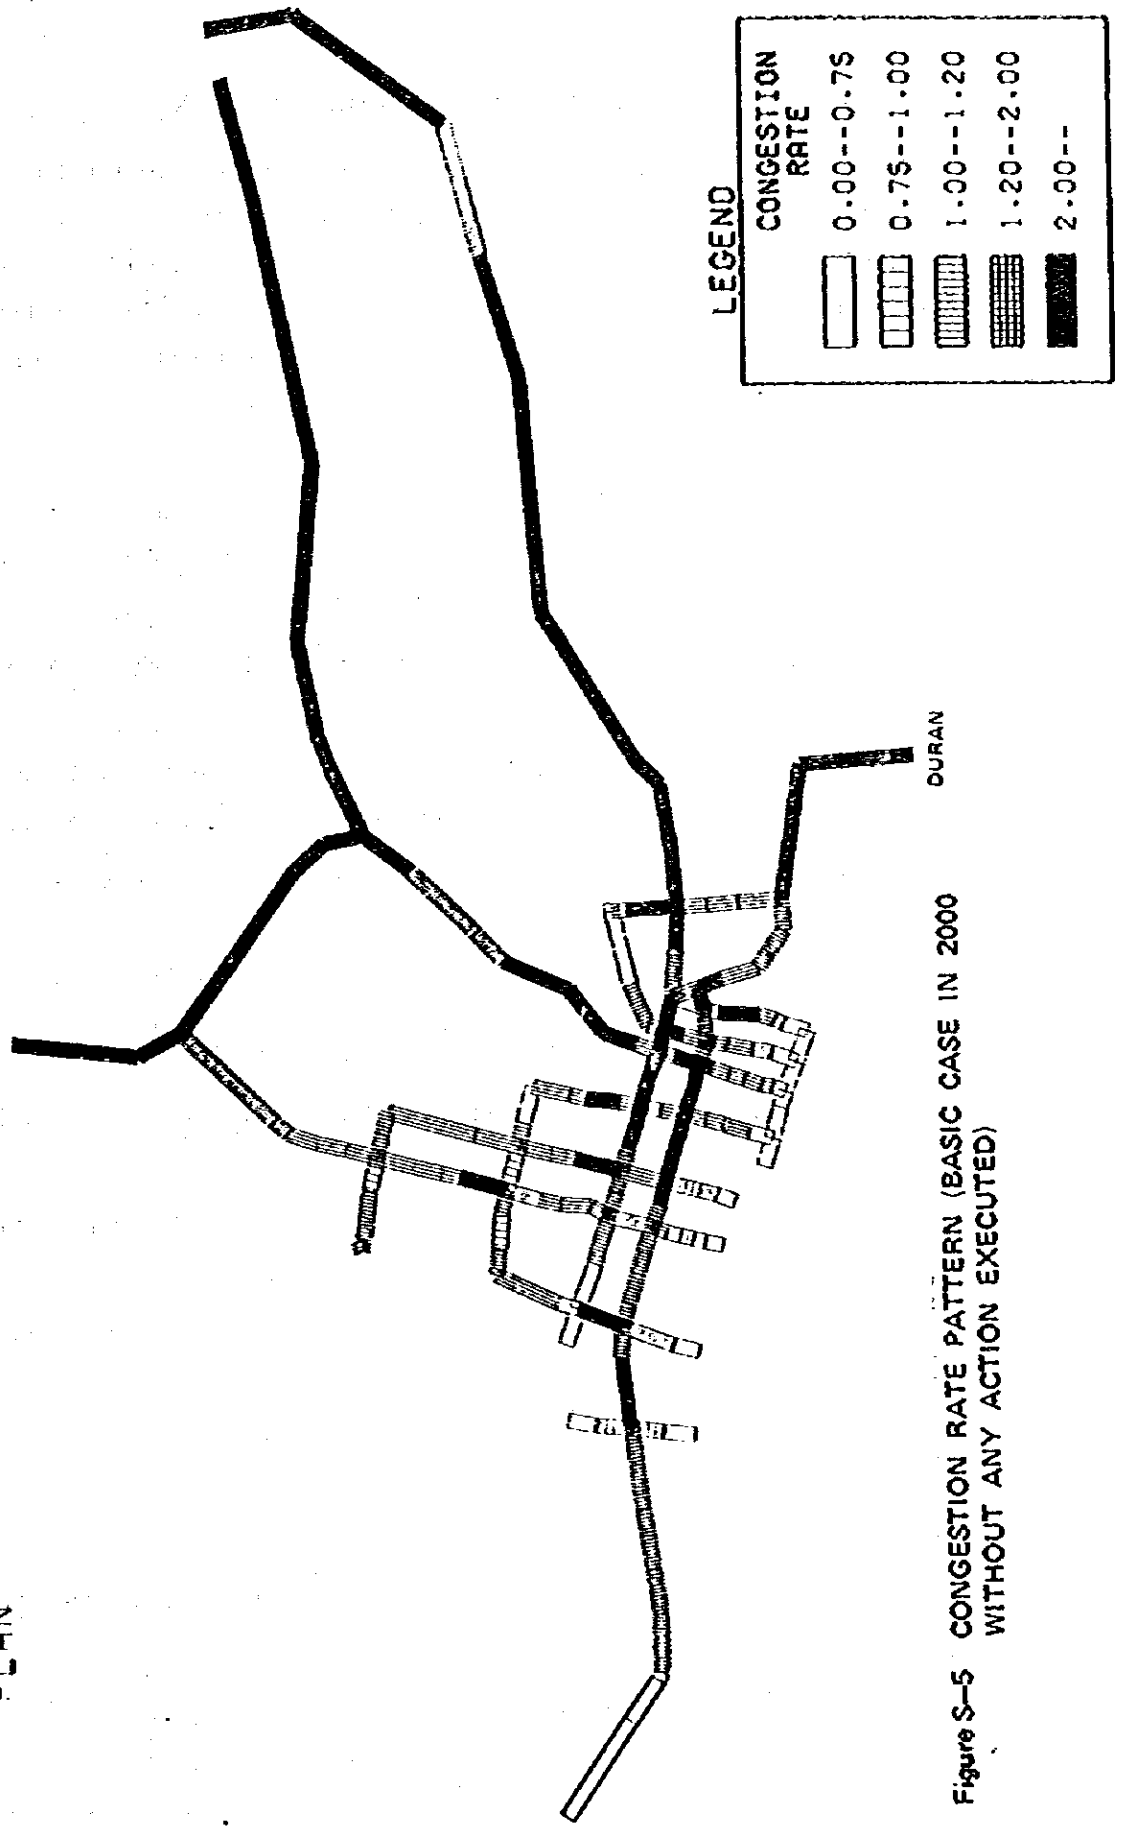 LEGEND
CONGESTION
RATE
0.00--0.75
0.75--1.00
1.00--1.20
1.20--2.00
2.00--
DURAN
Figure S-5 CONGESTION RATE PATTERN (BASIC CASE IN 2000
WITHOUT ANY ACTION EXECUTED)